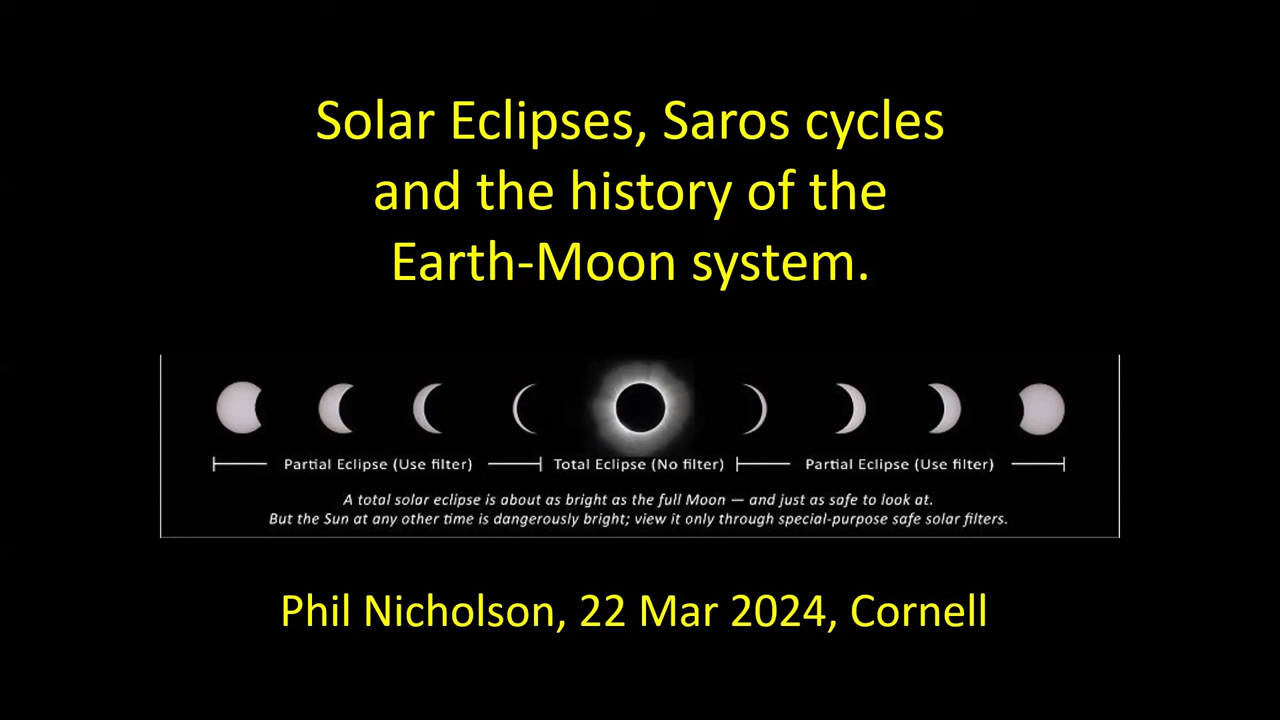 Solar Eclipses, Saros cycles
and the history of the
Earth-Moon system.
Partial Eclipse (Use filter)
Total Eclipse (No filter)
Partial Eclipse (Use filter)
A total solar eclipse is about as bright as the full Moon — and just as safe to look at.
But the Sun at any other time is dangerously bright; view it only through special-purpose safe solar filters.
Phil Nicholson, 22 Mar 2024, Cornell